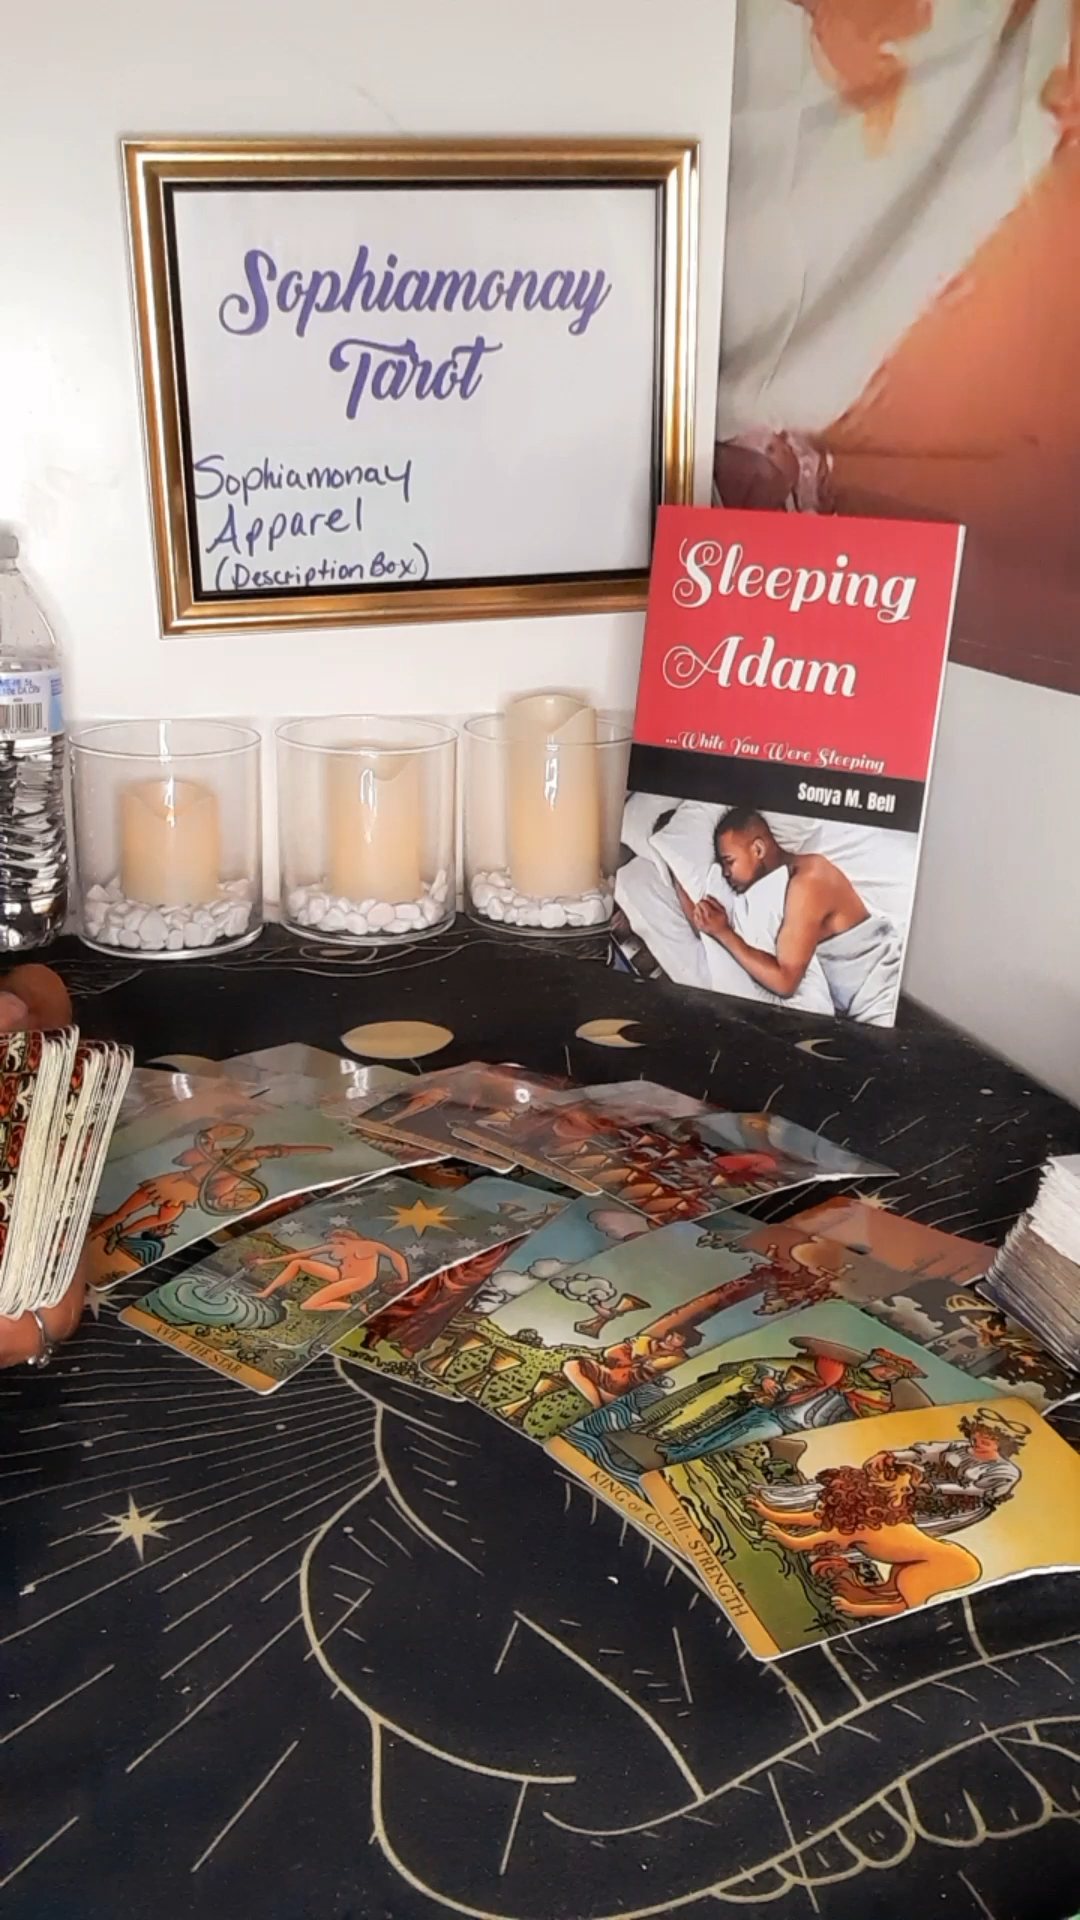 Sophiamonay
Tarot
Sophiamonay
Apparel
(Description Box)
Sleeping
Adam
...While You Were Sleeping
Sonya M. Bell
XVII - THE STAR
KING OF CUPS
VIII - STRENGTH